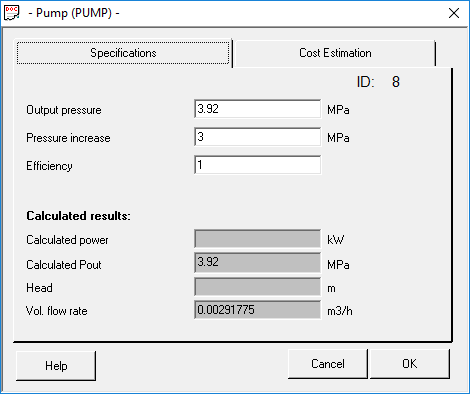 DOC - Pump (PUMP) -
Specifications Cost Estimation
ID: 8
Output pressure 3.92 MPa
Pressure increase 3 MPa
Efficiency 1
Calculated results:
Calculated power kW
Calculated Pout 3.92 MPa
Head m
Vol. flow rate 0.00291775 m3/h
Help Cancel OK